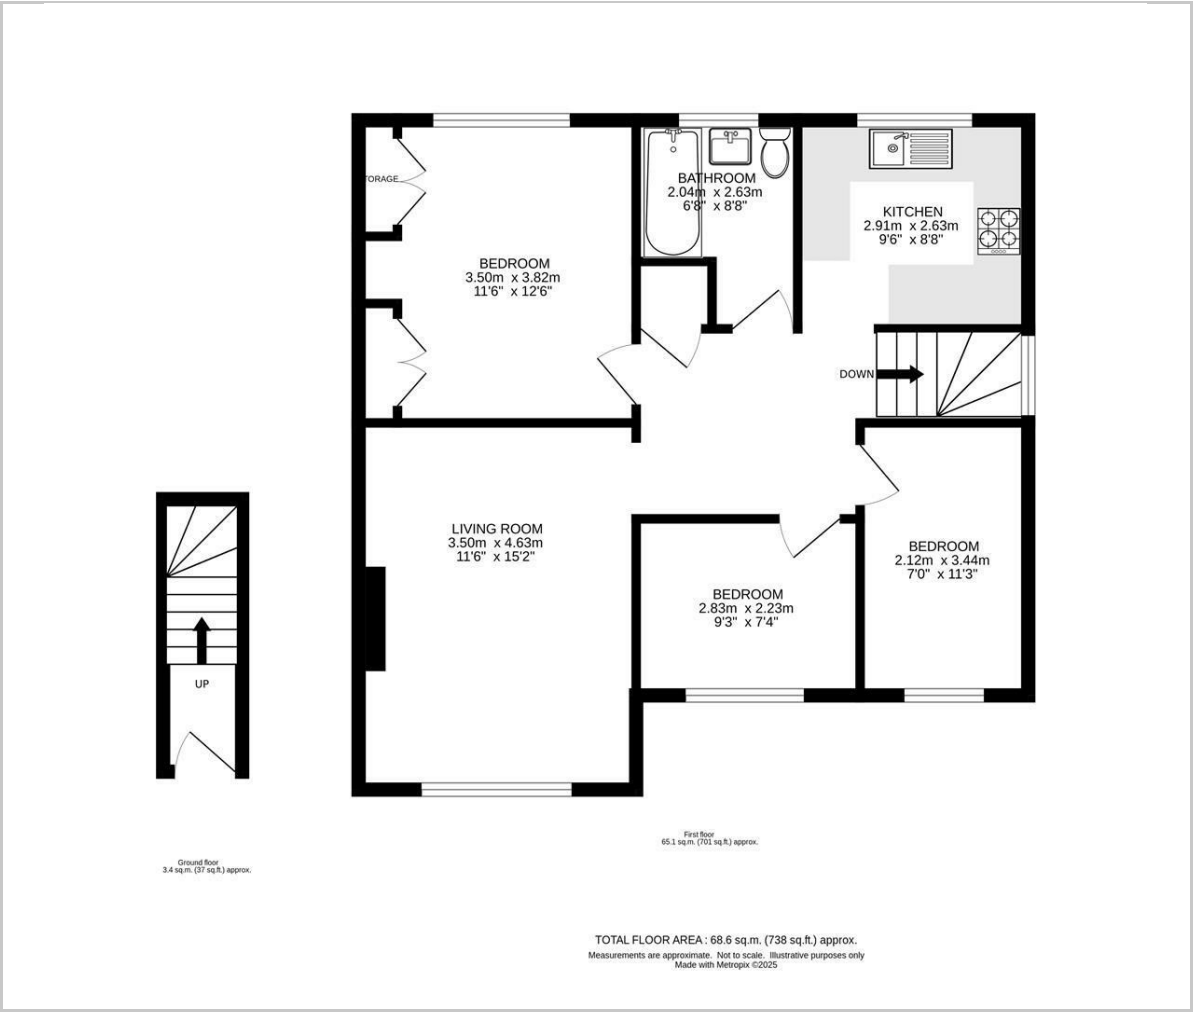 TORAGE
BEDROOM
3.50m x 3.82m
11'6" x 12'6"
BATHROOM
2.04m x 2.63m
6'8" x 8'8"
KITCHEN
2.91m x 2.63m
9'6" x 8'8"
DOWN
LIVING ROOM
3.50m x 4.63m
11'6" x 15'2"
BEDROOM
2.83m x 2.23m
9'3" x 7'4"
BEDROOM
2.12m x 3.44m
7'0" x 11'3"
UP
Ground floor
3.4 sq.m. (37 sq.ft.) approx.
First floor
65.1 sq.m. (701 sq.ft.) approx.
TOTAL FLOOR AREA : 68.6 sq.m. (738 sq.ft.) approx.
Measurements are approximate. Not to scale. Illustrative purposes only
Made with Metropix ©2025